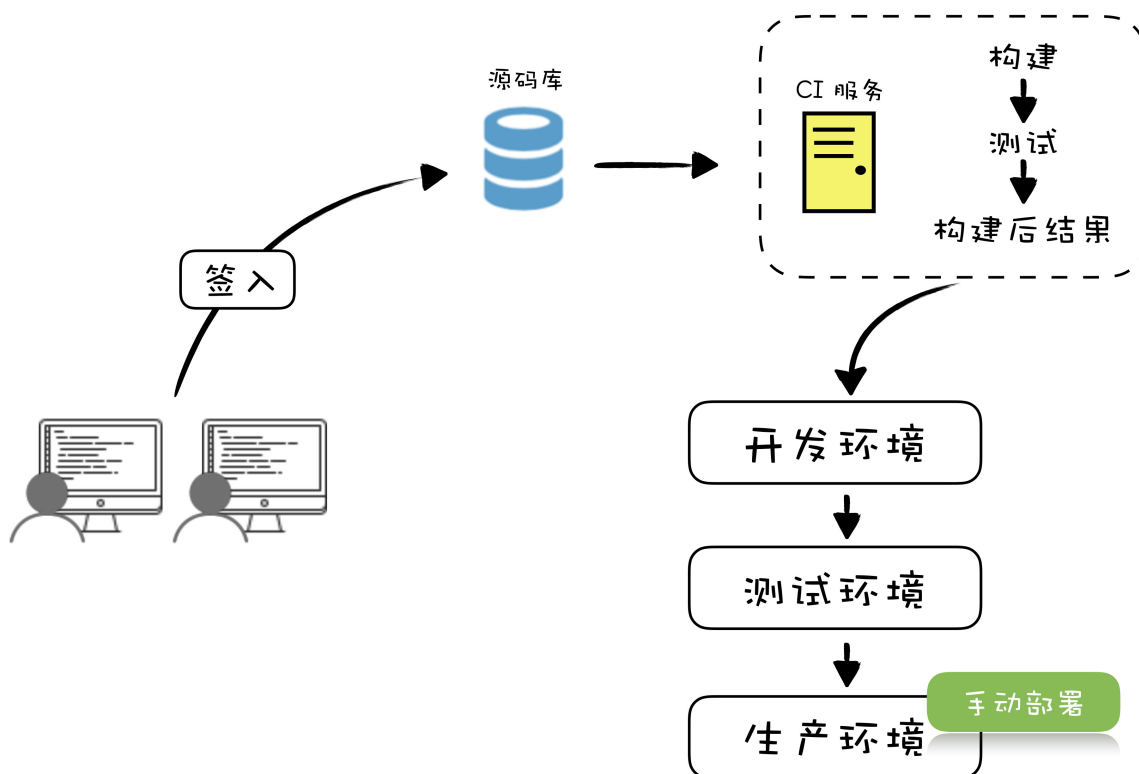 源码库
CI 服务
构建
测试
构建后结果
签入
开发环境
测试环境
生产环境
手动部署